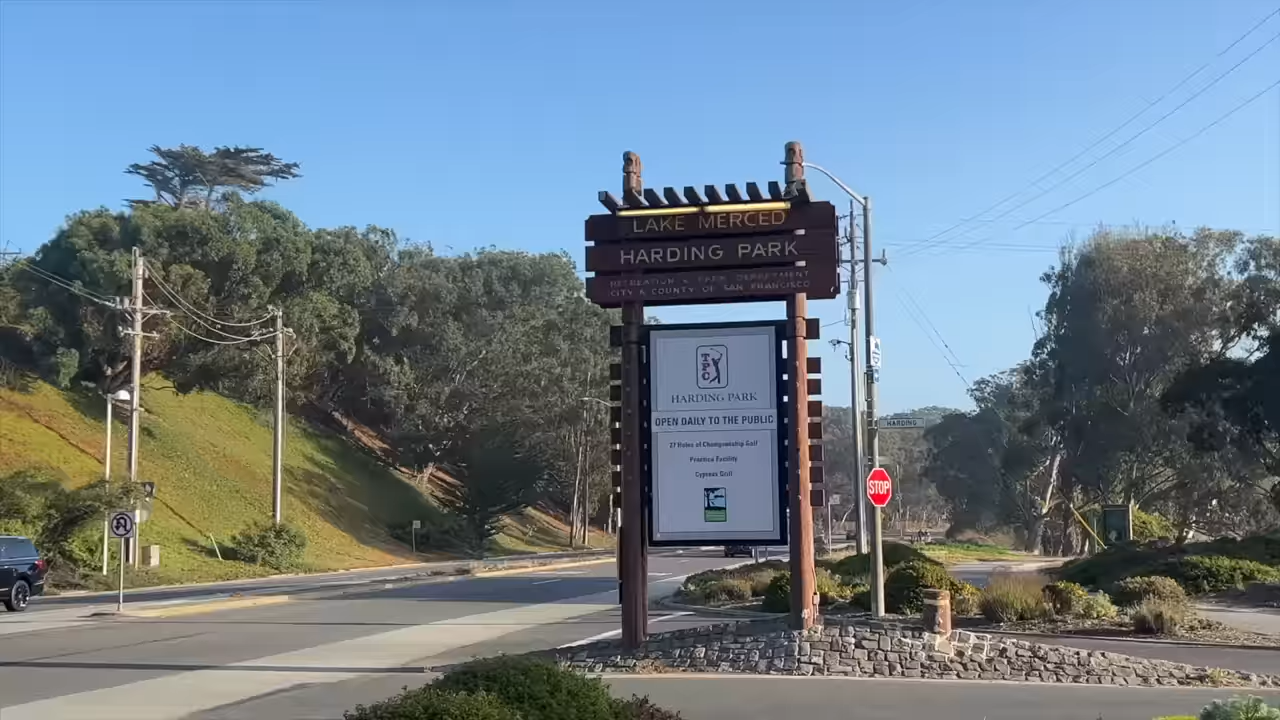 LAKE MERCED
HARDING PARK
RECREATION & PARK DEPARTMENT
CITY & COUNTY OF SAN FRANCISCO
TPC
HARDING PARK
OPEN DAILY TO THE PUBLIC
27 Holes of Championship Golf
Practice Facility
Cypress Grill
HARDING
STOP